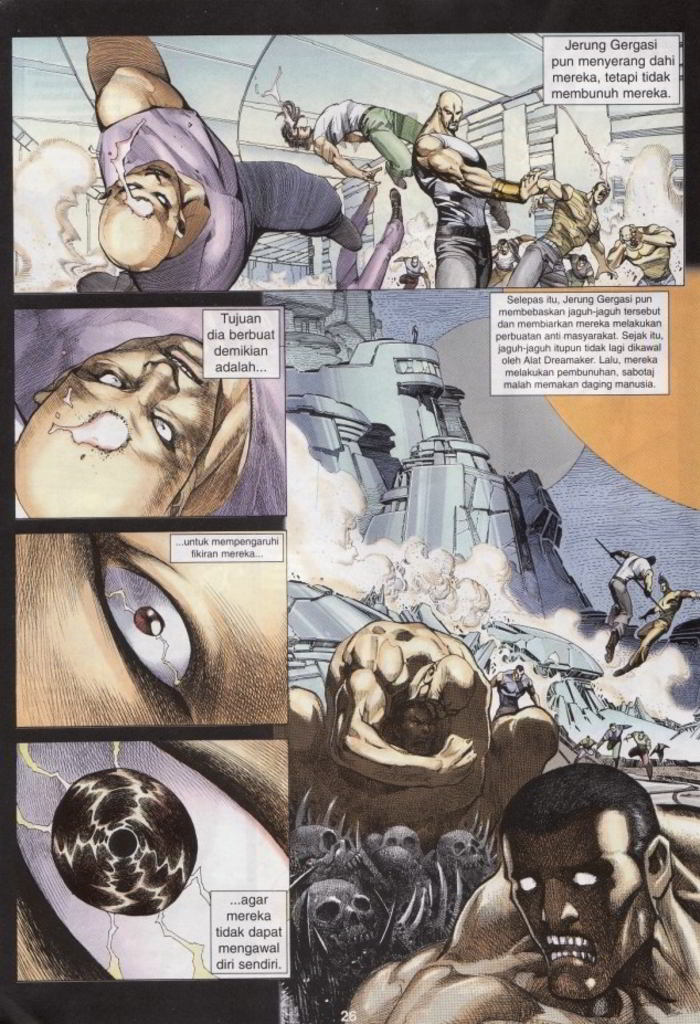 Jerung Gergasi
pun menyerang dahi
mereka, tetapi tidak
membunuh mereka.
Tujuan
dia berbuat
demikian
adalah...
Selepas itu, Jerung Gergasi pun
membebaskan jaguh-jaguh tersebut
dan membiarkan mereka melakukan
perbuatan anti masyarakat. Sejak itu,
jaguh-jaguh itupun tidak lagi dikawal
oleh Alat Dreamaker. Lalu, mereka
melakukan pembunuhan, sabotaj
malah memakan daging manusia.
...untuk mempengaruhi
fikiran mereka...
...agar
mereka
tidak dapat
mengawal
diri sendiri.
26